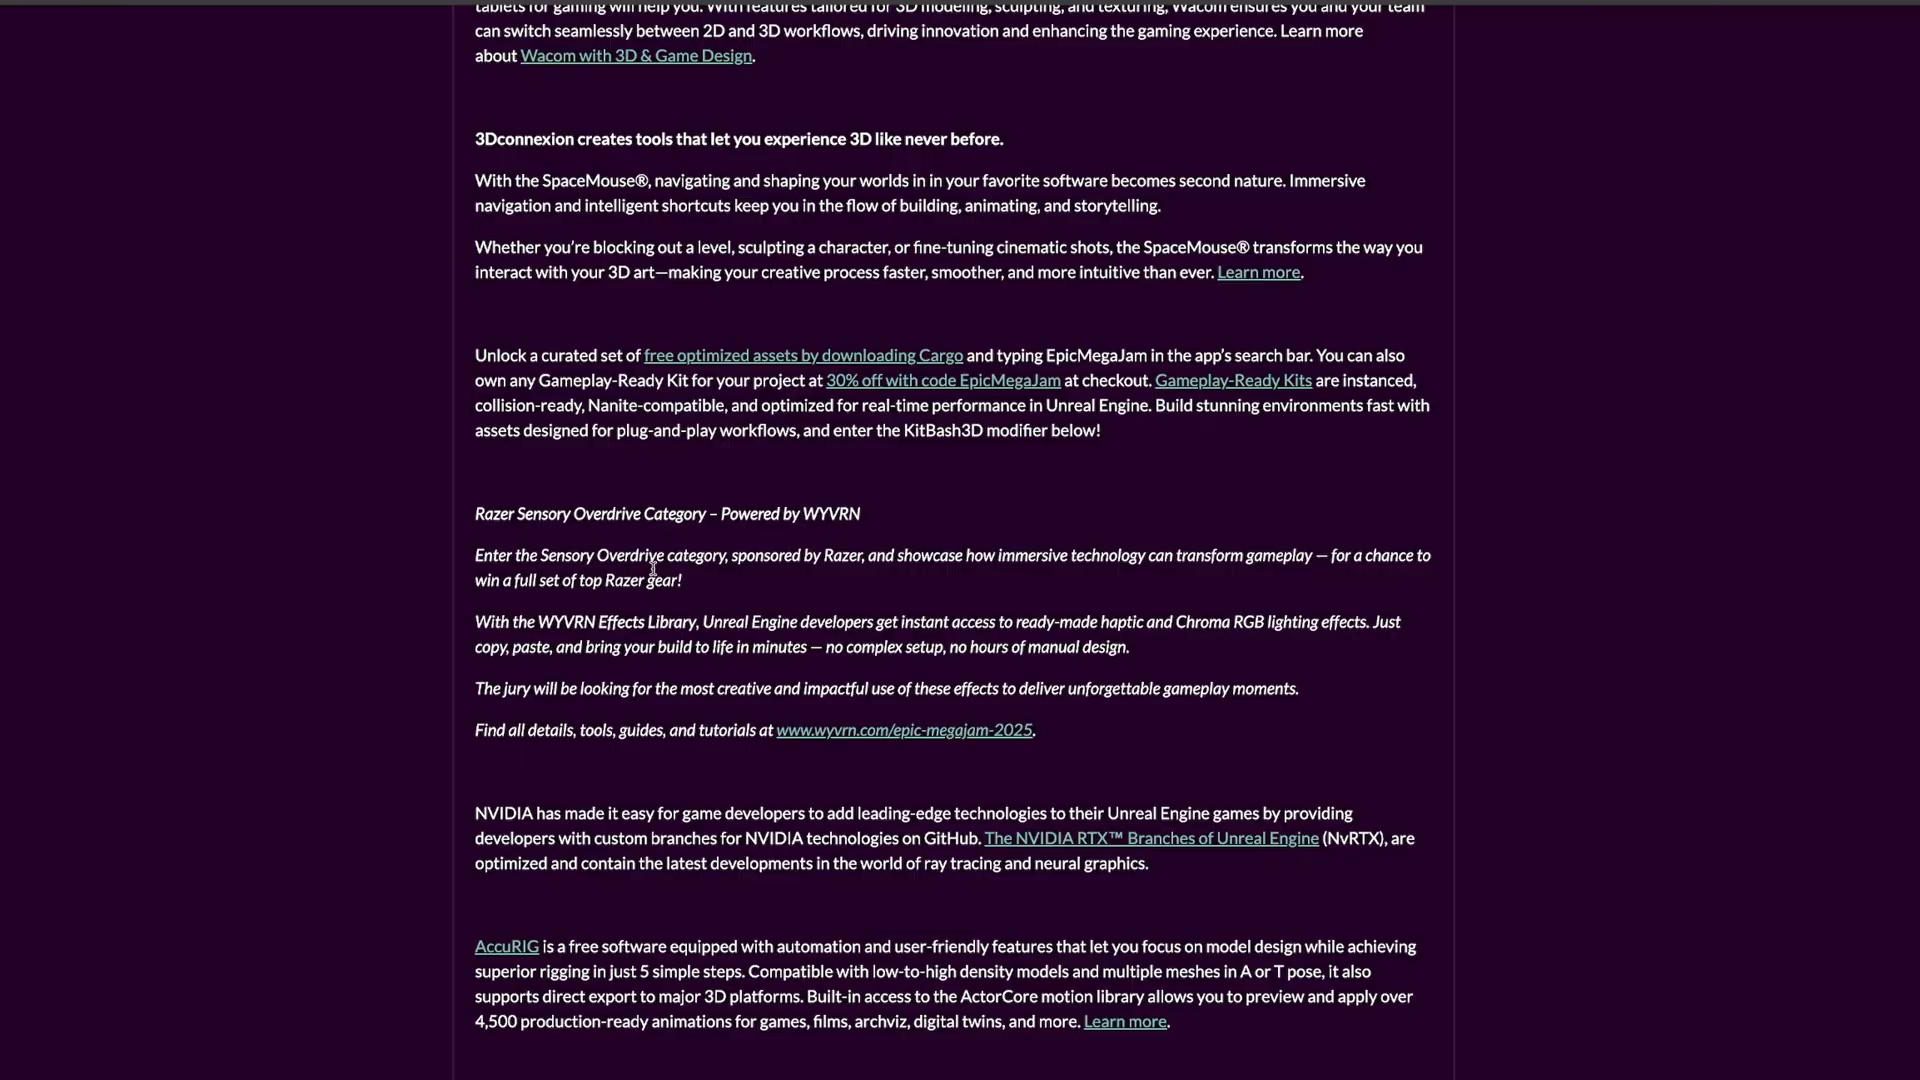 tablets for gaming will help you. With features tailored for 3D modeling, sculpting, and texturing, Wacom ensures you and your team
can switch seamlessly between 2D and 3D workflows, driving innovation and enhancing the gaming experience. Learn more
about Wacom with 3D & Game Design.
3Dconnexion creates tools that let you experience 3D like never before.
With the SpaceMouse®, navigating and shaping your worlds in in your favorite software becomes second nature. Immersive
navigation and intelligent shortcuts keep you in the flow of building, animating, and storytelling.
Whether you're blocking out a level, sculpting a character, or fine-tuning cinematic shots, the SpaceMouse® transforms the way you
interact with your 3D art—making your creative process faster, smoother, and more intuitive than ever. Learn more.
Unlock a curated set of free optimized assets by downloading Cargo and typing EpicMegaJam in the app's search bar. You can also
own any Gameplay-Ready Kit for your project at 30% off with code EpicMegaJam at checkout. Gameplay-Ready Kits are instanced,
collision-ready, Nanite-compatible, and optimized for real-time performance in Unreal Engine. Build stunning environments fast with
assets designed for plug-and-play workflows, and enter the KitBash3D modifier below!
Razer Sensory Overdrive Category – Powered by WYVRN
Enter the Sensory Overdrive category, sponsored by Razer, and showcase how immersive technology can transform gameplay — for a chance to
win a full set of top Razer gear!
With the WYVRN Effects Library, Unreal Engine developers get instant access to ready-made haptic and Chroma RGB lighting effects. Just
copy, paste, and bring your build to life in minutes — no complex setup, no hours of manual design.
The jury will be looking for the most creative and impactful use of these effects to deliver unforgettable gameplay moments.
Find all details, tools, guides, and tutorials at www.wyvrn.com/epic-megajam-2025.
NVIDIA has made it easy for game developers to add leading-edge technologies to their Unreal Engine games by providing
developers with custom branches for NVIDIA technologies on GitHub. The NVIDIA RTX™ Branches of Unreal Engine (NvRTX), are
optimized and contain the latest developments in the world of ray tracing and neural graphics.
AccuRIG is a free software equipped with automation and user-friendly features that let you focus on model design while achieving
superior rigging in just 5 simple steps. Compatible with low-to-high density models and multiple meshes in A or T pose, it also
supports direct export to major 3D platforms. Built-in access to the ActorCore motion library allows you to preview and apply over
4,500 production-ready animations for games, films, archviz, digital twins, and more. Learn more.